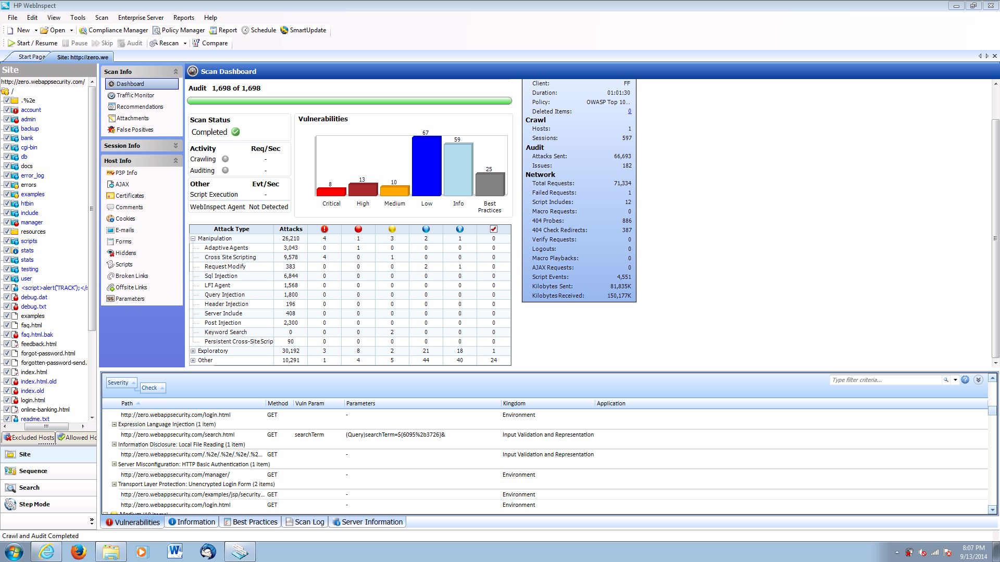 HP WebInspect
File Edit View Tools Scan Enterprise Server Reports Help
New Open Compliance Manager Policy Manager Report Schedule SmartUpdate
Start / Resume Pause Skip Audit Rescan Compare
Start Page Site: http://zero.we
Site
http://zero.webappsecurity.com/
/
.%2e
account
admin
backup
bank
cgi-bin
db
docs
error_log
errors
examples
htbin
include
manager
resources
scripts
stats
stats
testing
user
<script>alert('TRACK');</s
debug.dat
debug.txt
examples
faq.html
faq.html.bak
feedback.html
forgot-password.html
forgotten-password-send.
index.html
index.html.old
index.old
login.html
online-banking.html
readme.txt
Excluded Hosts Allowed Ho
Site
Sequence
Search
Step Mode
Scan Info
Dashboard
Traffic Monitor
Recommendations
Attachments
False Positives
Session Info
Host Info
P3P Info
AJAX
Certificates
Comments
Cookies
E-mails
Forms
Hiddens
Scripts
Broken Links
Offsite Links
Parameters
Scan Dashboard
Audit 1,698 of 1,698
Scan Status
Completed
Activity Req/Sec
Crawling -
Auditing -
Other Evt/Sec
Script Execution -
WebInspect Agent Not Detected
Vulnerabilities
8 13 10 67 59 25
Critical High Medium Low Info Best Practices
Attack Type Attacks
Manipulation 26,210 4 1 3 2 1 0
Adaptive Agents 3,043 0 1 0 0 0 0
Cross Site Scripting 9,578 4 0 1 0 0 0
Request Modify 383 0 0 0 2 1 0
Sql Injection 6,844 0 0 0 0 0 0
LFI Agent 1,568 0 0 0 0 0 0
Query Injection 1,800 0 0 0 0 0 0
Header Injection 196 0 0 0 0 0 0
Server Include 408 0 0 0 0 0 0
Post Injection 2,300 0 0 0 0 0 0
Keyword Search 0 0 0 2 0 0 0
Persistent Cross-Site Scrip 90 0 0 0 0 0 0
Exploratory 30,192 3 8 2 21 18 1
Other 10,291 1 4 5 44 40 24
Client: FF
Duration: 01:01:30
Policy: OWASP Top 10...
Deleted Items: 0
Crawl
Hosts: 1
Sessions: 597
Audit
Attacks Sent: 66,693
Issues: 182
Network
Total Requests: 71,334
Failed Requests: 1
Script Includes: 12
Macro Requests: 0
404 Probes: 886
404 Check Redirects: 387
Verify Requests: 0
Logouts: 0
Macro Playbacks: 0
AJAX Requests: 0
Script Events: 4,551
Kilobytes Sent: 81,835K
Kilobytes Received: 150,177K
Severity
Check
Type filter criteria...
Path Method Vuln Param Parameters Kingdom Application
http://zero.webappsecurity.com/login.html GET - Environment
Expression Language Injection (1 item)
http://zero.webappsecurity.com/search.html GET searchTerm (Query)searchTerm=${6095%2b3726}& Input Validation and Representation
Information Disclosure: Local File Reading (1 item)
http://zero.webappsecurity.com/.%2e/.%2e/.%2e/.%2... GET - Input Validation and Representation
Server Misconfiguration: HTTP Basic Authentication (1 item)
http://zero.webappsecurity.com/manager/ GET - Environment
Transport Layer Protection: Unencrypted Login Form (2 items)
http://zero.webappsecurity.com/examples/jsp/security... GET - Environment
http://zero.webappsecurity.com/login.html GET - Environment
Medium (10 items)
Vulnerabilities Information Best Practices Scan Log Server Information
Crawl and Audit Completed
8:07 PM
9/13/2014